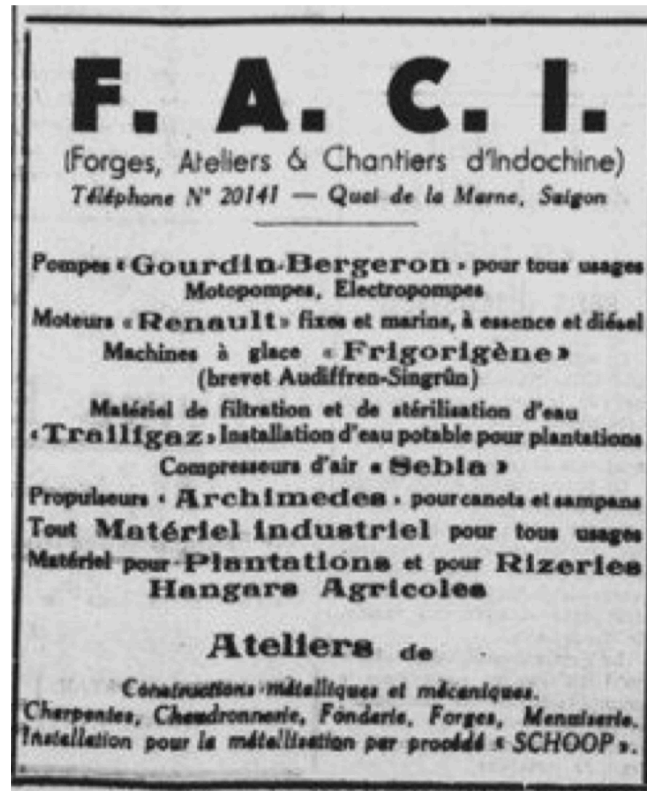 F. A. C. I.
(Forges, Ateliers & Chantiers d'Indochine)
Téléphone N° 20141 — Quai de la Marne, Saigon
Pompes « Gourdin-Bergeron » pour tous usages
Motopompes, Electropompes
Moteurs « Renault » fixes et marins, à essence et diésel
Machines à glace « Frigorigène »
(brevet Audiffren-Singrün)
Matériel de filtration et de stérilisation d'eau
« Trailigaz » Installation d'eau potable pour plantations
Compresseurs d'air « Sebia »
Propulseurs « Archimedes » pour canots et sampans
Tout Matériel industriel pour tous usages
Matériel pour Plantations et pour Rizeries
Hangars Agricoles
Ateliers de
Constructions métalliques et mécaniques.
Charpentes, Chaudronnerie, Fonderie, Forges, Menuiserie.
Installation pour la métallisation par procédé « SCHOOP ».